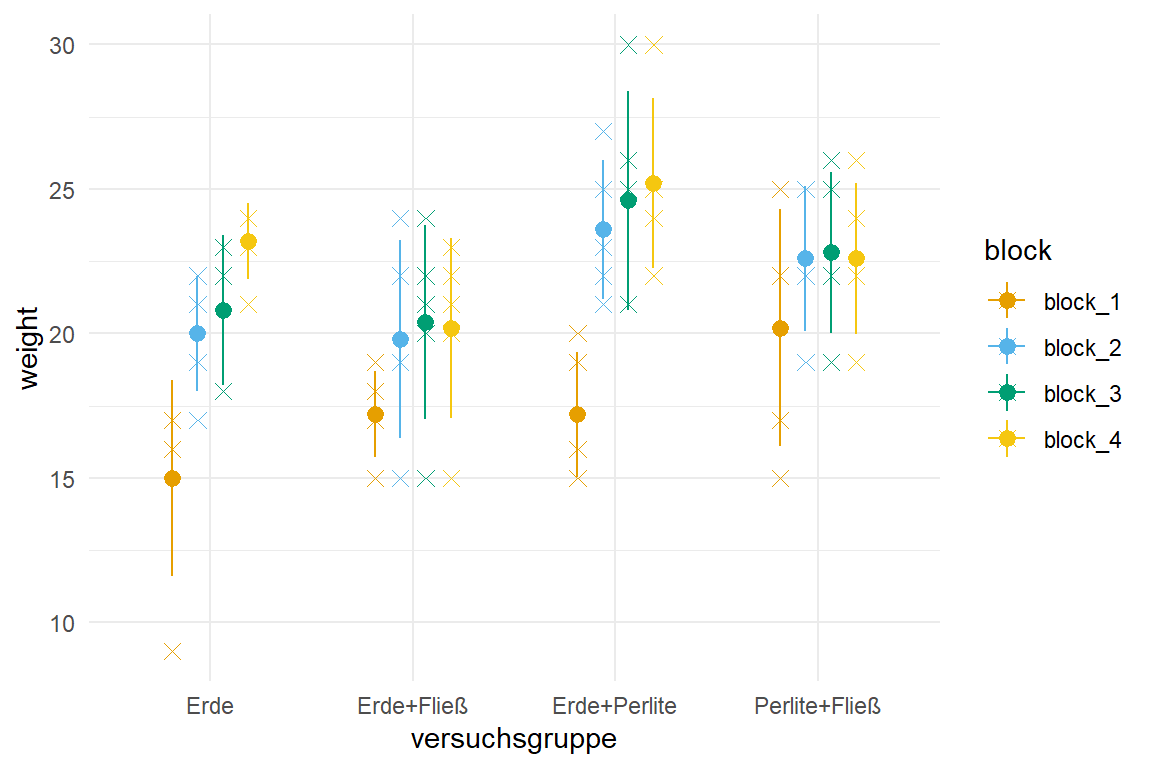 30
25
20
15
10
weight
Erde
Erde+Fließ
Erde+Perlite
Perlite+Fließ
versuchsgruppe
block
block_1
block_2
block_3
block_4